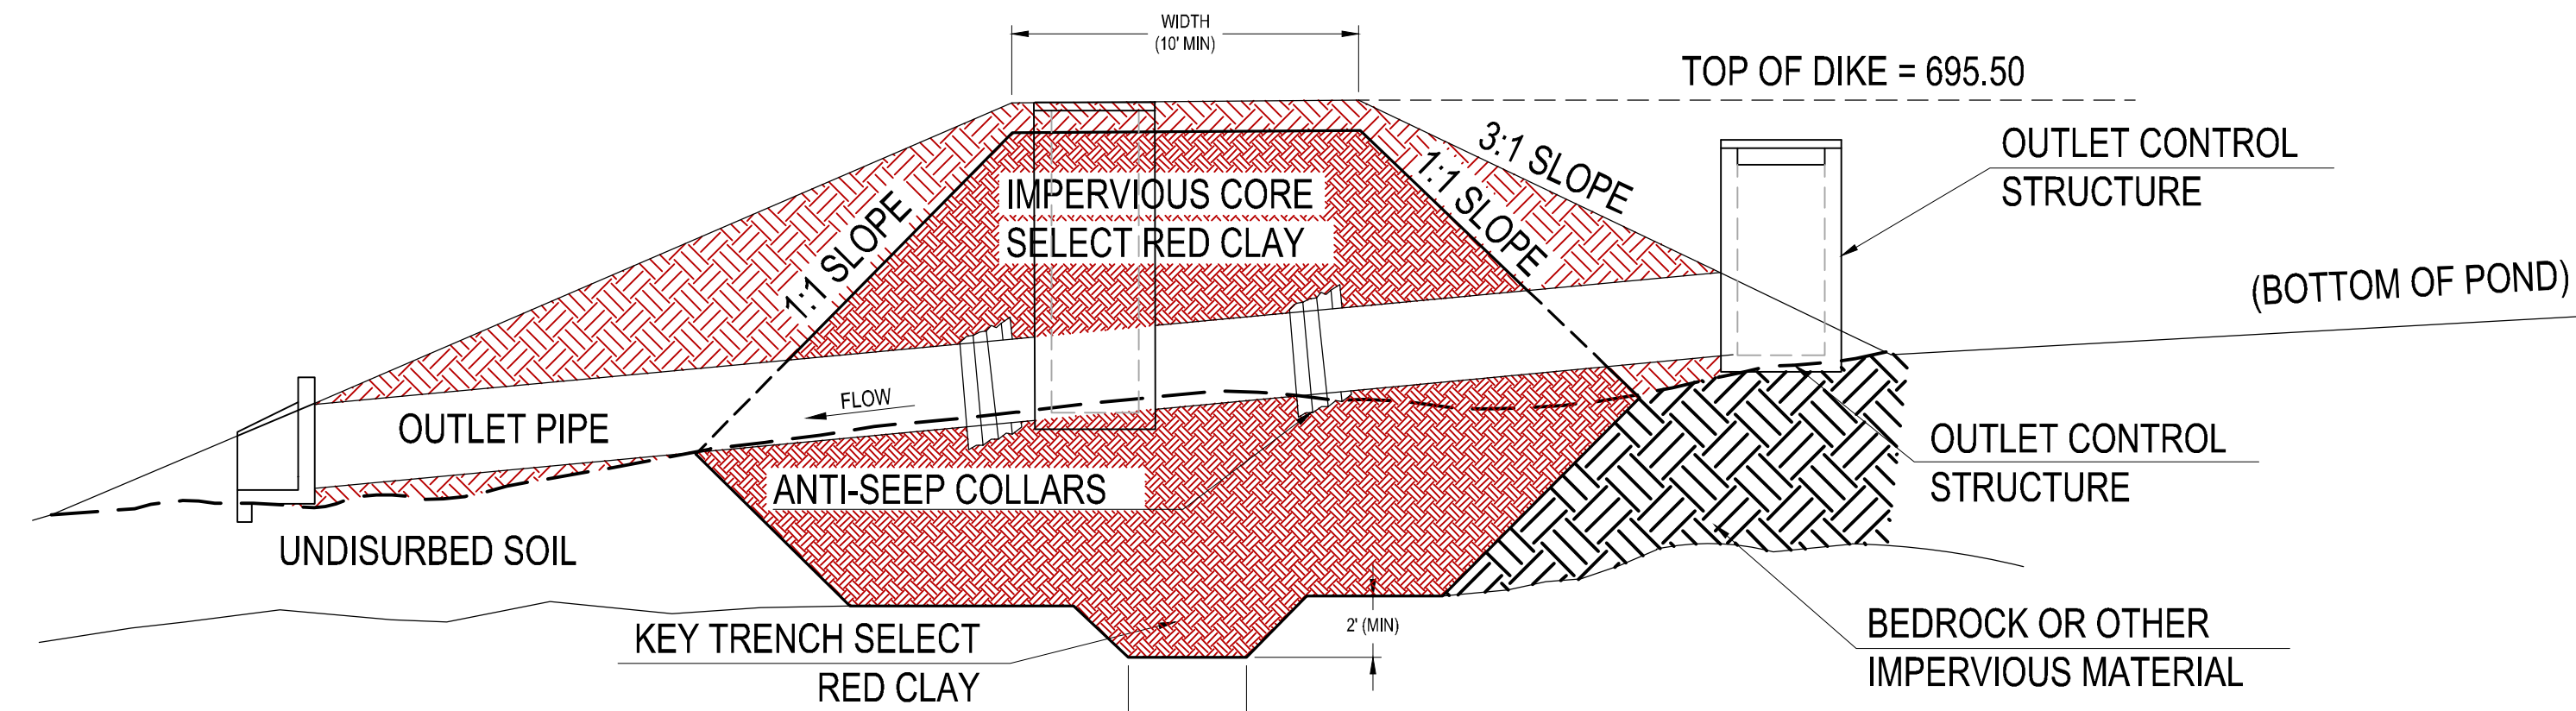 WIDTH
(10' MIN)
TOP OF DIKE = 695.50
3:1 SLOPE
OUTLET CONTROL
STRUCTURE
1:1 SLOPE
IMPERVIOUS CORE
SELECT RED CLAY
1:1 SLOPE
(BOTTOM OF POND)
FLOW
OUTLET PIPE
OUTLET CONTROL
STRUCTURE
ANTI-SEEP COLLARS
UNDISURBED SOIL
KEY TRENCH SELECT
RED CLAY
2' (MIN)
BEDROCK OR OTHER
IMPERVIOUS MATERIAL